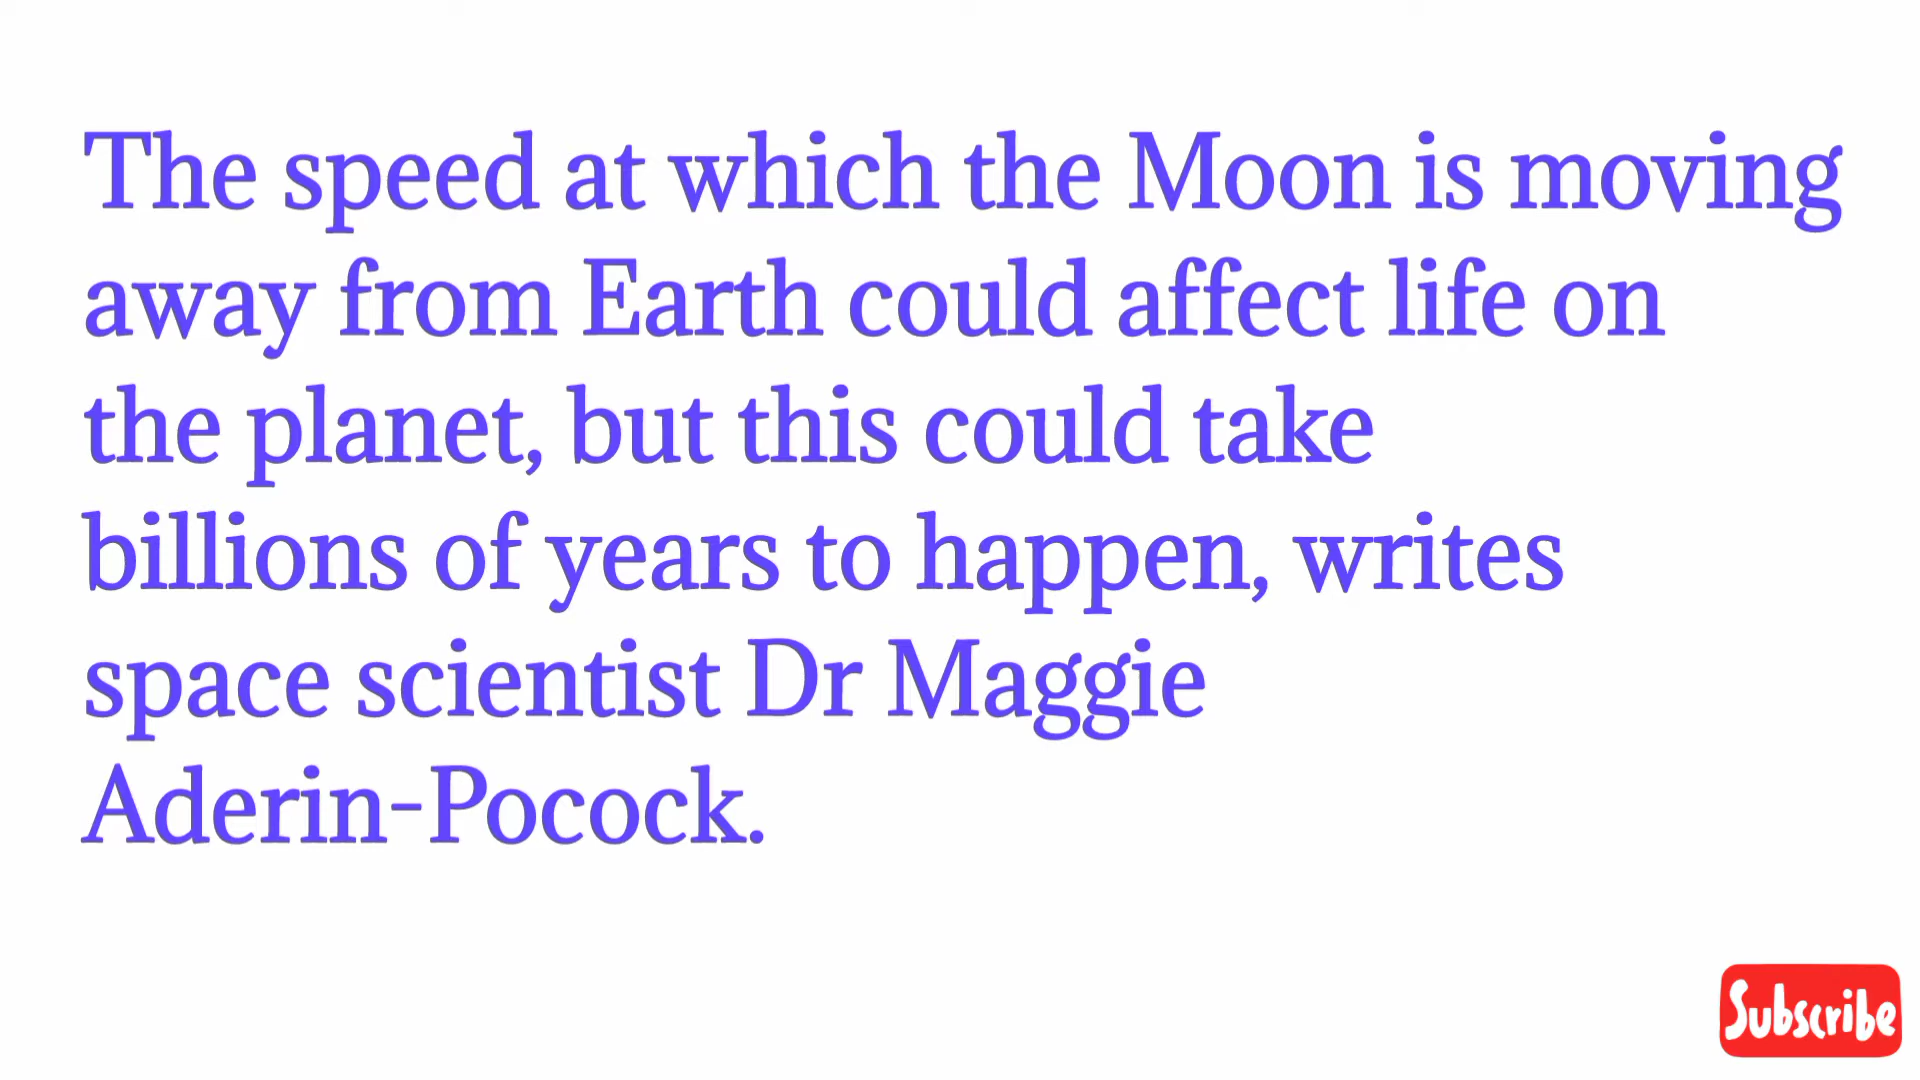 The speed at which the Moon is moving
away from Earth could affect life on
the planet, but this could take
billions of years to happen, writes
space scientist Dr Maggie
Aderin-Pocock.
Subscribe